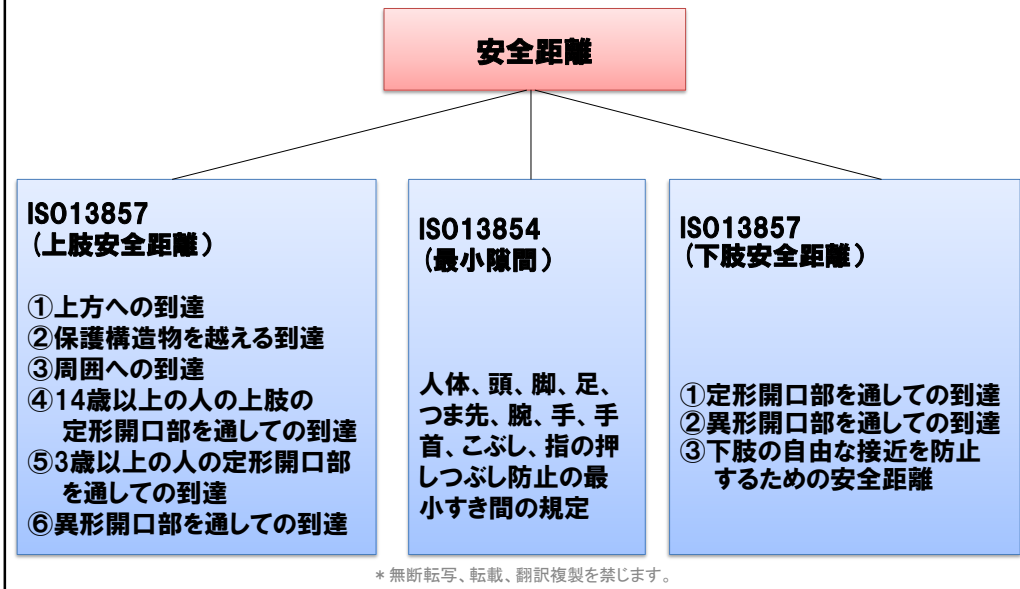 安全距離
ISO13857
(上肢安全距離)
①上方への到達
②保護構造物を越える到達
③周囲への到達
④14歳以上の人の上肢の
定形開口部を通しての到達
⑤3歳以上の人の定形開口部
を通しての到達
⑥異形開口部を通しての到達
ISO13854
(最小隙間)
人体、頭、脚、足、
つま先、腕、手、手
首、こぶし、指の押
しつぶし防止の最
小すき間の規定
ISO13857
(下肢安全距離)
①定形開口部を通しての到達
②異形開口部を通しての到達
③下肢の自由な接近を防止
するための安全距離
*無断転写、転載、翻訳複製を禁じます。